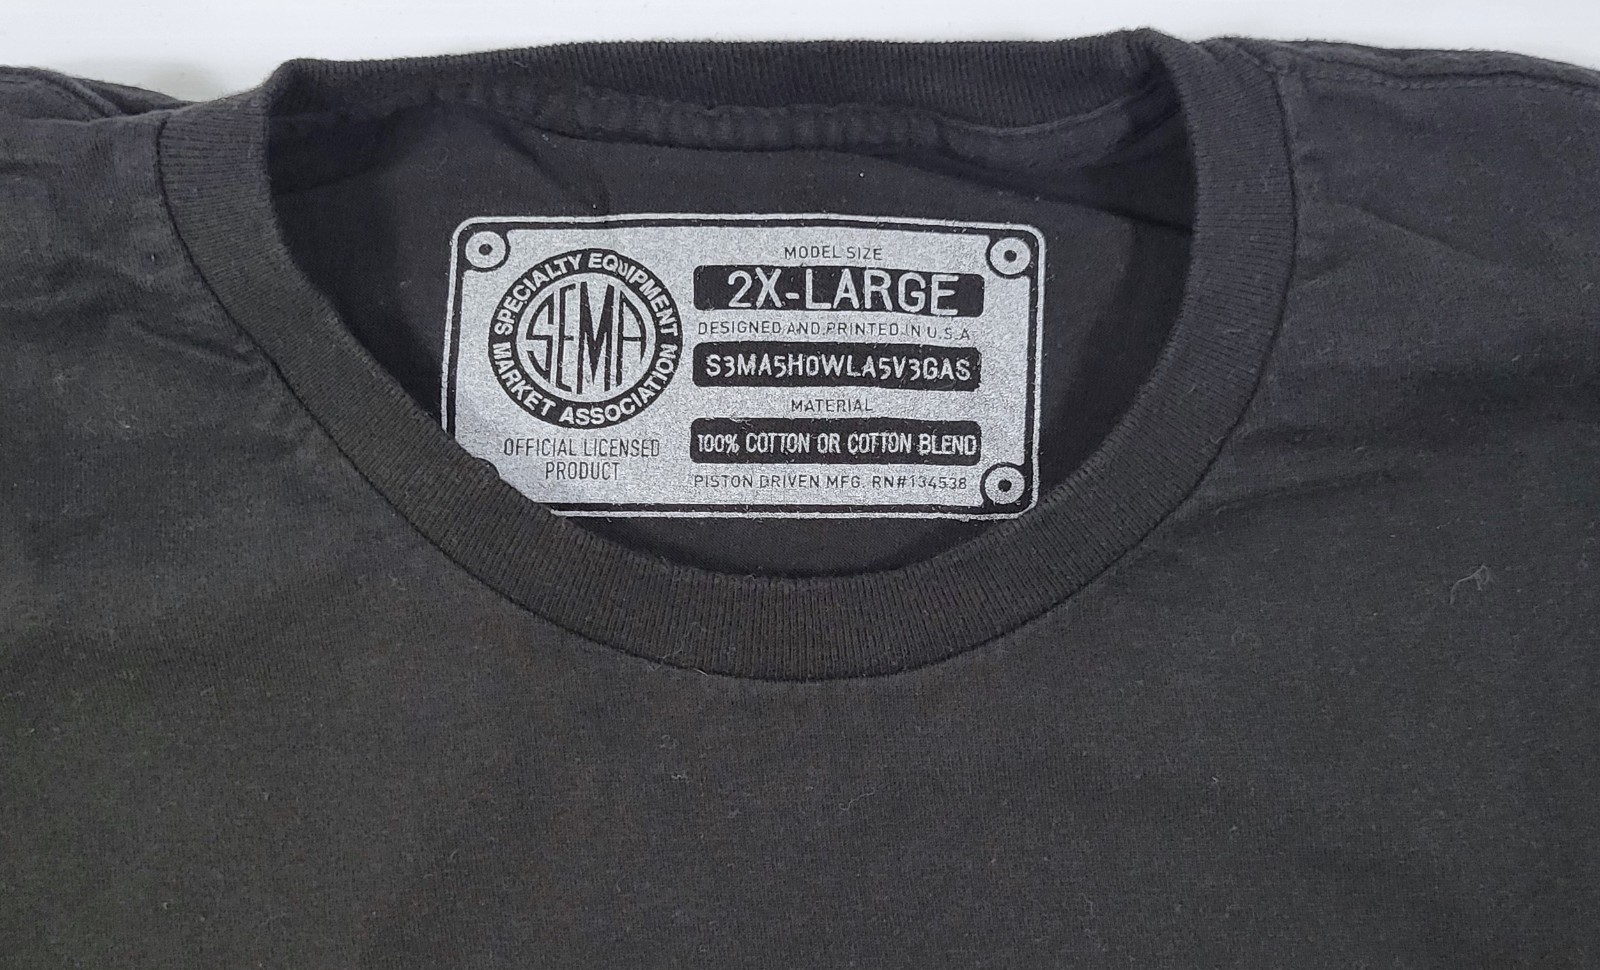 SPECIALTY EQUIPMENT
SEMA
MARKET ASSOCIATION
OFFICIAL LICENSED
PRODUCT
MODEL SIZE
2X-LARGE
DESIGNED AND PRINTED IN U.S.A
S3MA5H0WLA5V3GAS
MATERIAL
100% COTTON OR COTTON BLEND
PISTON DRIVEN MFG. RN#134538